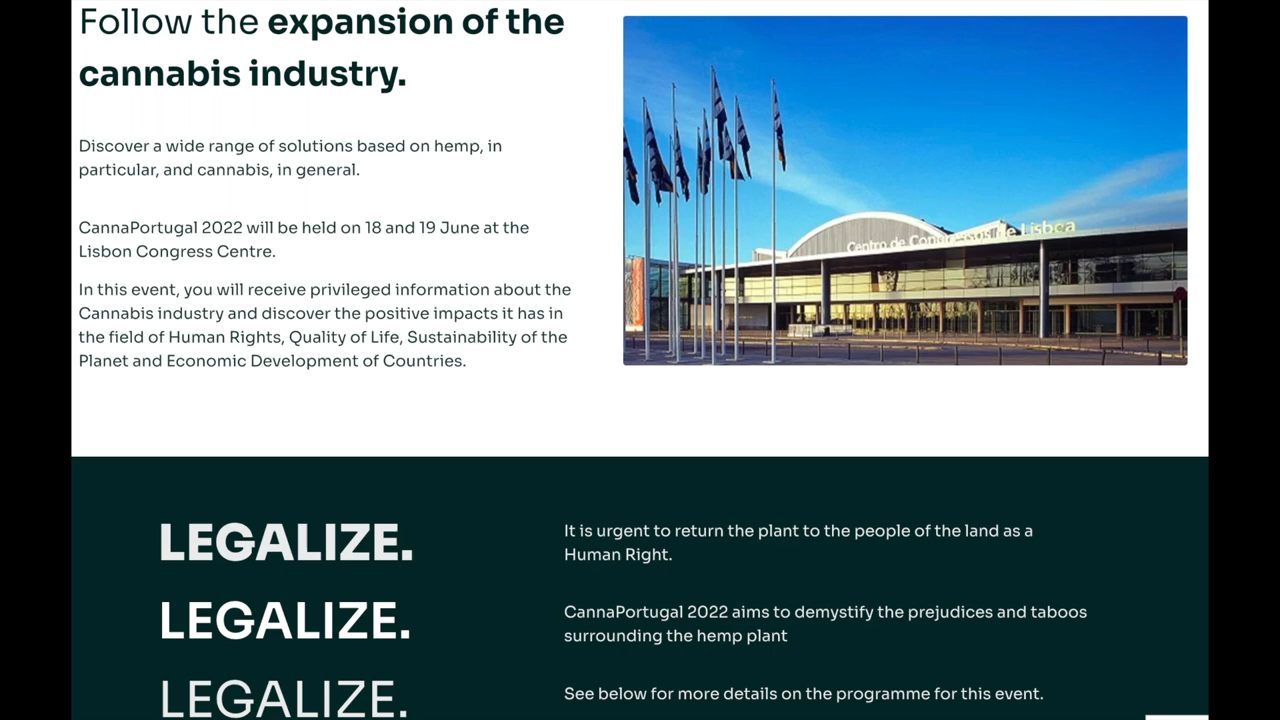 Follow the expansion of the
cannabis industry.
Discover a wide range of solutions based on hemp, in
particular, and cannabis, in general.
CannaPortugal 2022 will be held on 18 and 19 June at the
Lisbon Congress Centre.
In this event, you will receive privileged information about the
Cannabis industry and discover the positive impacts it has in
the field of Human Rights, Quality of Life, Sustainability of the
Planet and Economic Development of Countries.
Centro de Congressos de Lisboa
LEGALIZE.
LEGALIZE.
LEGALIZE.
It is urgent to return the plant to the people of the land as a
Human Right.
CannaPortugal 2022 aims to demystify the prejudices and taboos
surrounding the hemp plant
See below for more details on the programme for this event.